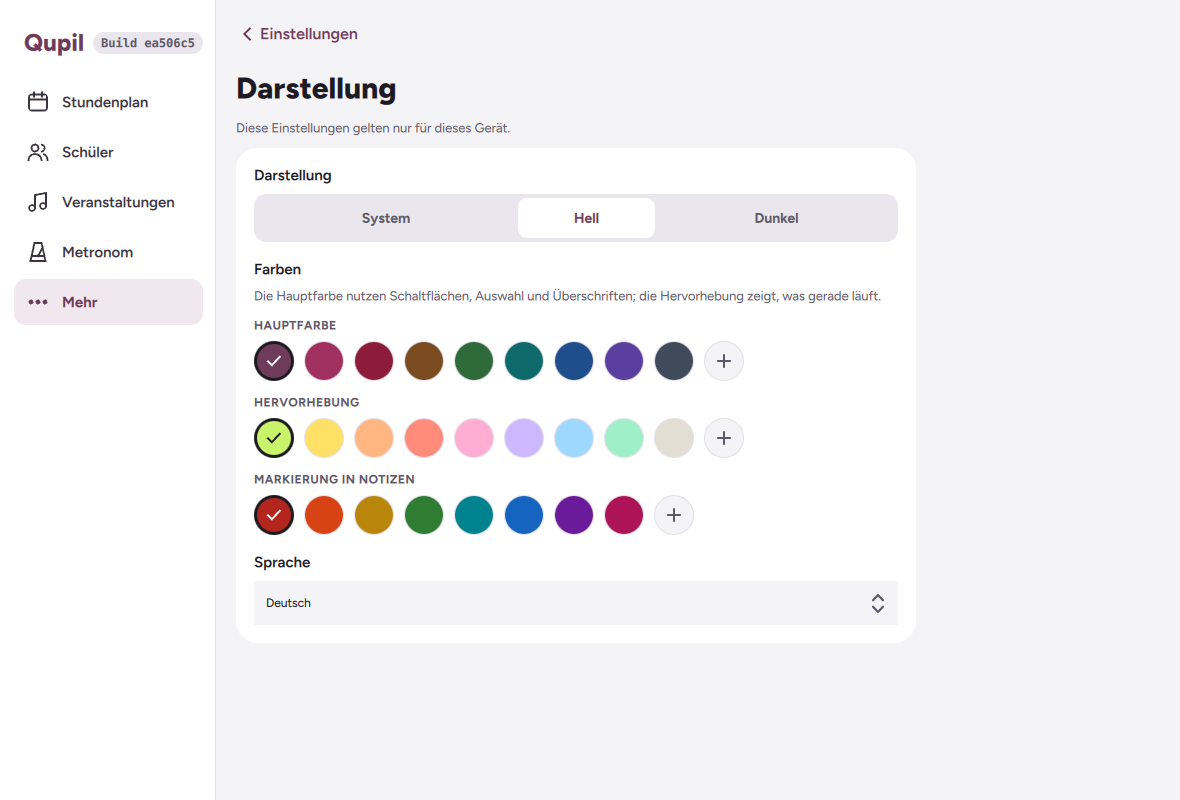 Qupil Build ea506c5
Stundenplan
Schüler
Veranstaltungen
Metronom
Mehr
Einstellungen
Darstellung
Diese Einstellungen gelten nur für dieses Gerät.
Darstellung
System Hell Dunkel
Farben
Die Hauptfarbe nutzen Schaltflächen, Auswahl und Überschriften; die Hervorhebung zeigt, was gerade läuft.
HAUPTFARBE
HERVORHEBUNG
MARKIERUNG IN NOTIZEN
Sprache
Deutsch